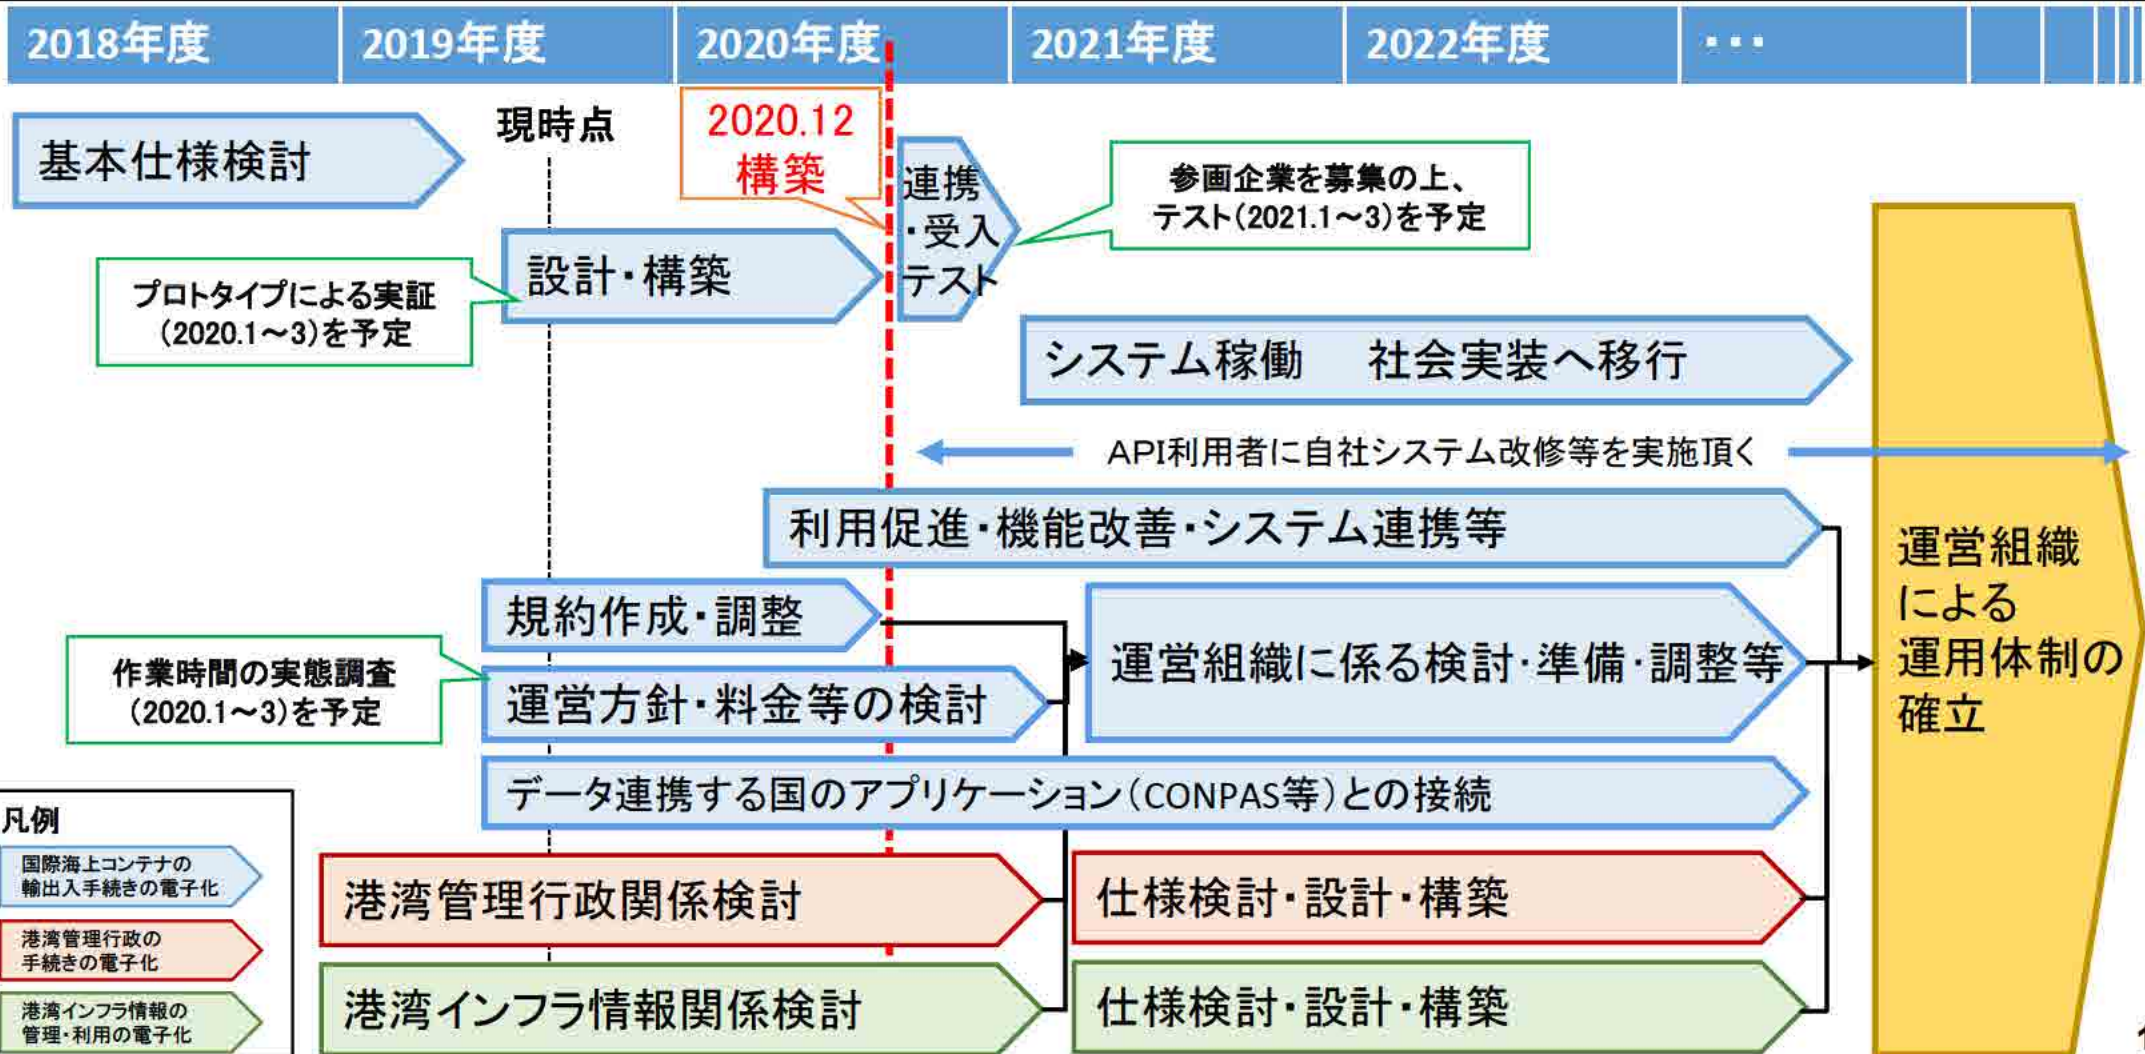 2018年度
2019年度
2020年度
2021年度
2022年度
・・・
基本仕様検討
現時点
2020.12
構築
連携
・受入
テスト
参画企業を募集の上、
テスト(2021.1～3)を予定
設計・構築
プロトタイプによる実証
(2020.1～3)を予定
システム稼働　社会実装へ移行
API利用者に自社システム改修等を実施頂く
利用促進・機能改善・システム連携等
規約作成・調整
作業時間の実態調査
(2020.1～3)を予定
運営方針・料金等の検討
運営組織に係る検討・準備・調整等
運営組織
による
運用体制の
確立
データ連携する国のアプリケーション(CONPAS等)との接続
港湾管理行政関係検討
仕様検討・設計・構築
港湾インフラ情報関係検討
仕様検討・設計・構築
凡例
国際海上コンテナの
輸出入手続きの電子化
港湾管理行政の
手続きの電子化
港湾インフラ情報の
管理・利用の電子化